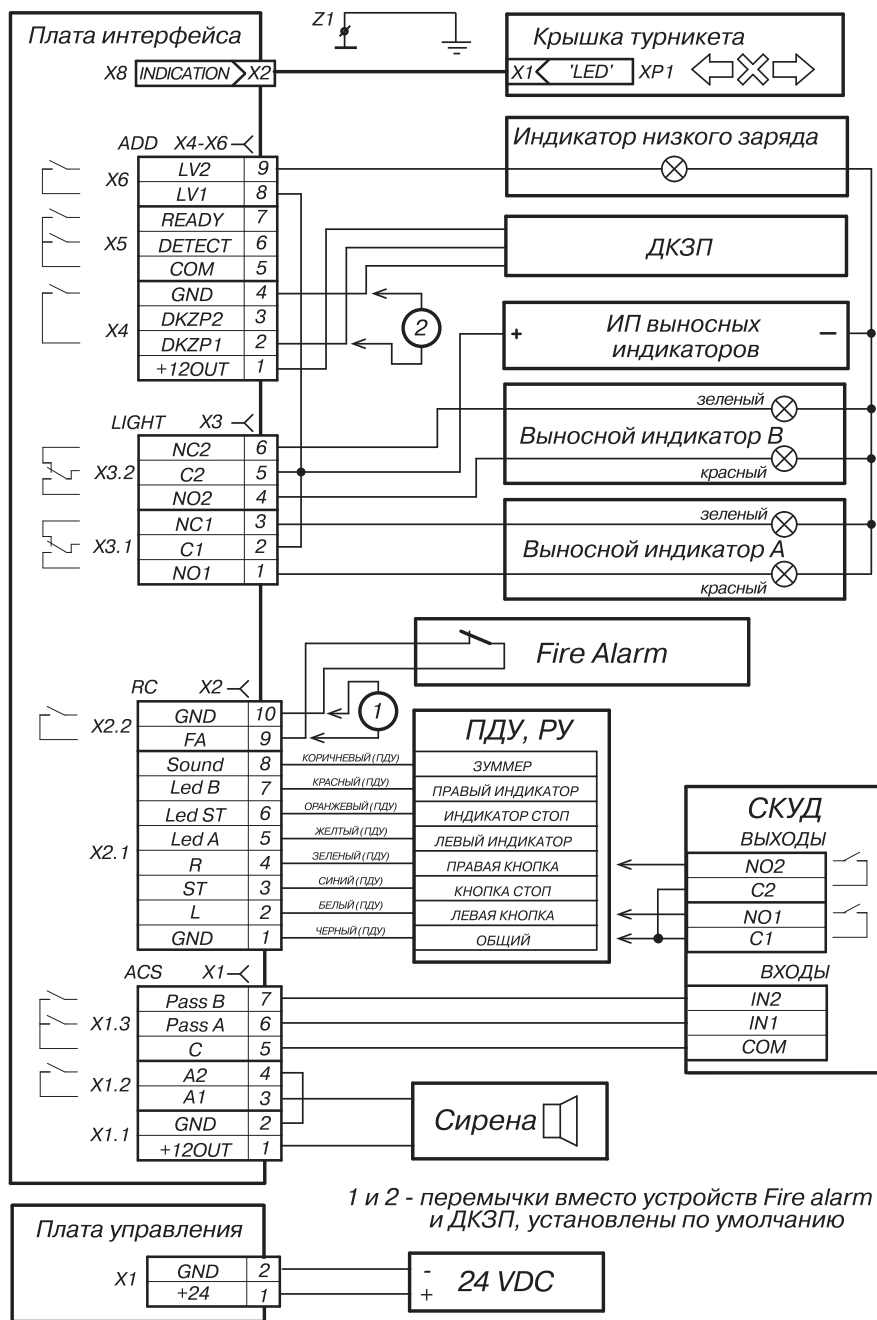 Плата интерфейса
Z1
Крышка турникета
X8 INDICATION X2
X1 'LED' XP1
ADD X4-X6
Индикатор низкого заряда
X6
LV2 9
LV1 8
X5
READY 7
DETECT 6
COM 5
ДКЗП
X4
GND 4
DKZP2 3
DKZP1 2
+12OUT 1
2
+ ИП выносных индикаторов –
LIGHT X3
X3.2
NC2 6
C2 5
NO2 4
X3.1
NC1 3
C1 2
NO1 1
зеленый
Выносной индикатор B
красный
зеленый
Выносной индикатор A
красный
Fire Alarm
RC X2
X2.2
GND 10
FA 9
1
X2.1
ПДУ, РУ
Sound 8 КОРИЧНЕВЫЙ (ПДУ) ЗУММЕР
Led B 7 КРАСНЫЙ (ПДУ) ПРАВЫЙ ИНДИКАТОР
Led ST 6 ОРАНЖЕВЫЙ (ПДУ) ИНДИКАТОР СТОП
Led A 5 ЖЕЛТЫЙ (ПДУ) ЛЕВЫЙ ИНДИКАТОР
R 4 ЗЕЛЕНЫЙ (ПДУ) ПРАВАЯ КНОПКА
ST 3 СИНИЙ (ПДУ) КНОПКА СТОП
L 2 БЕЛЫЙ (ПДУ) ЛЕВАЯ КНОПКА
GND 1 ЧЕРНЫЙ (ПДУ) ОБЩИЙ
СКУД
ВЫХОДЫ
NO2
C2
NO1
C1
ВХОДЫ
IN2
IN1
COM
ACS X1
X1.3
Pass B 7
Pass A 6
C 5
X1.2
A2 4
A1 3
X1.1
GND 2
+12OUT 1
Сирена
1 и 2 - перемычки вместо устройств Fire alarm
и ДКЗП, установлены по умолчанию
Плата управления
X1
GND 2
+24 1
- 
+
24 VDC